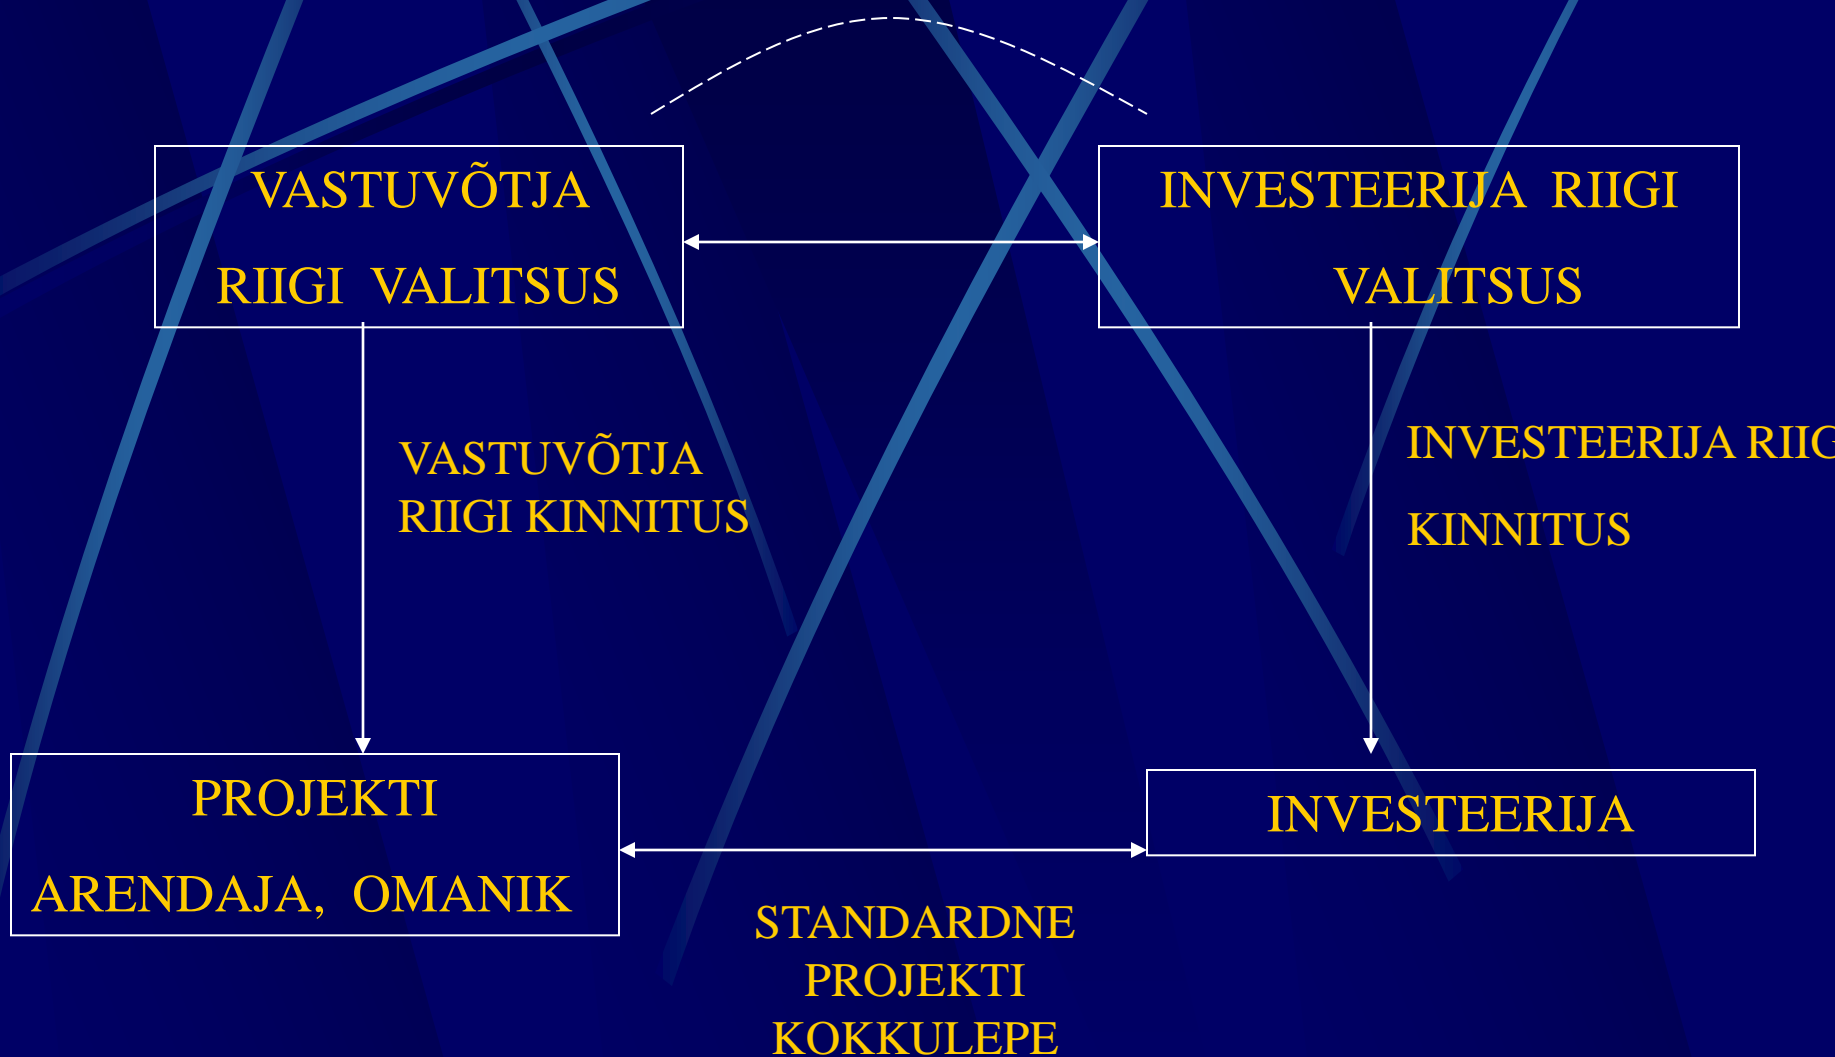 VASTUVÕTJA
RIIGI VALITSUS
INVESTEERIJA RIIGI
VALITSUS
VASTUVÕTJA
RIIGI KINNITUS
INVESTEERIJA RIIG
KINNITUS
PROJEKTI
ARENDAJA, OMANIK
INVESTEERIJA
STANDARDNE
PROJEKTI
KOKKULEPE